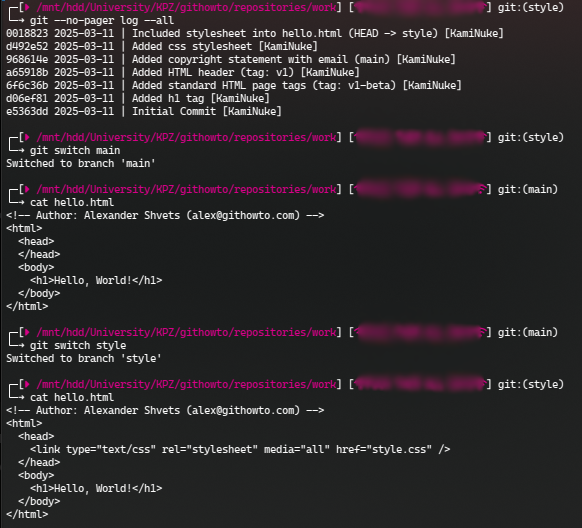 ┌─[⏵ /mnt/hdd/University/KPZ/githowto/repositories/work] [ ] git:(style)
└─➝ git --no-pager log --all
0018823 2025-03-11 | Included stylesheet into hello.html (HEAD -> style) [KamiNuke]
d492e52 2025-03-11 | Added css stylesheet [KamiNuke]
968614e 2025-03-11 | Added copyright statement with email (main) [KamiNuke]
a65918b 2025-03-11 | Added HTML header (tag: v1) [KamiNuke]
6f6c36b 2025-03-11 | Added standard HTML page tags (tag: v1-beta) [KamiNuke]
d06ef81 2025-03-11 | Added h1 tag [KamiNuke]
e5363dd 2025-03-11 | Initial Commit [KamiNuke]
┌─[⏵ /mnt/hdd/University/KPZ/githowto/repositories/work] [ ] git:(style)
└─➝ git switch main
Switched to branch 'main'
┌─[⏵ /mnt/hdd/University/KPZ/githowto/repositories/work] [ ] git:(main)
└─➝ cat hello.html
<!-- Author: Alexander Shvets (alex@githowto.com) -->
<html>
  <head>
  </head>
  <body>
    <h1>Hello, World!</h1>
  </body>
</html>
┌─[⏵ /mnt/hdd/University/KPZ/githowto/repositories/work] [ ] git:(main)
└─➝ git switch style
Switched to branch 'style'
┌─[⏵ /mnt/hdd/University/KPZ/githowto/repositories/work] [ ] git:(style)
└─➝ cat hello.html
<!-- Author: Alexander Shvets (alex@githowto.com) -->
<html>
  <head>
    <link type="text/css" rel="stylesheet" media="all" href="style.css" />
  </head>
  <body>
    <h1>Hello, World!</h1>
  </body>
</html>